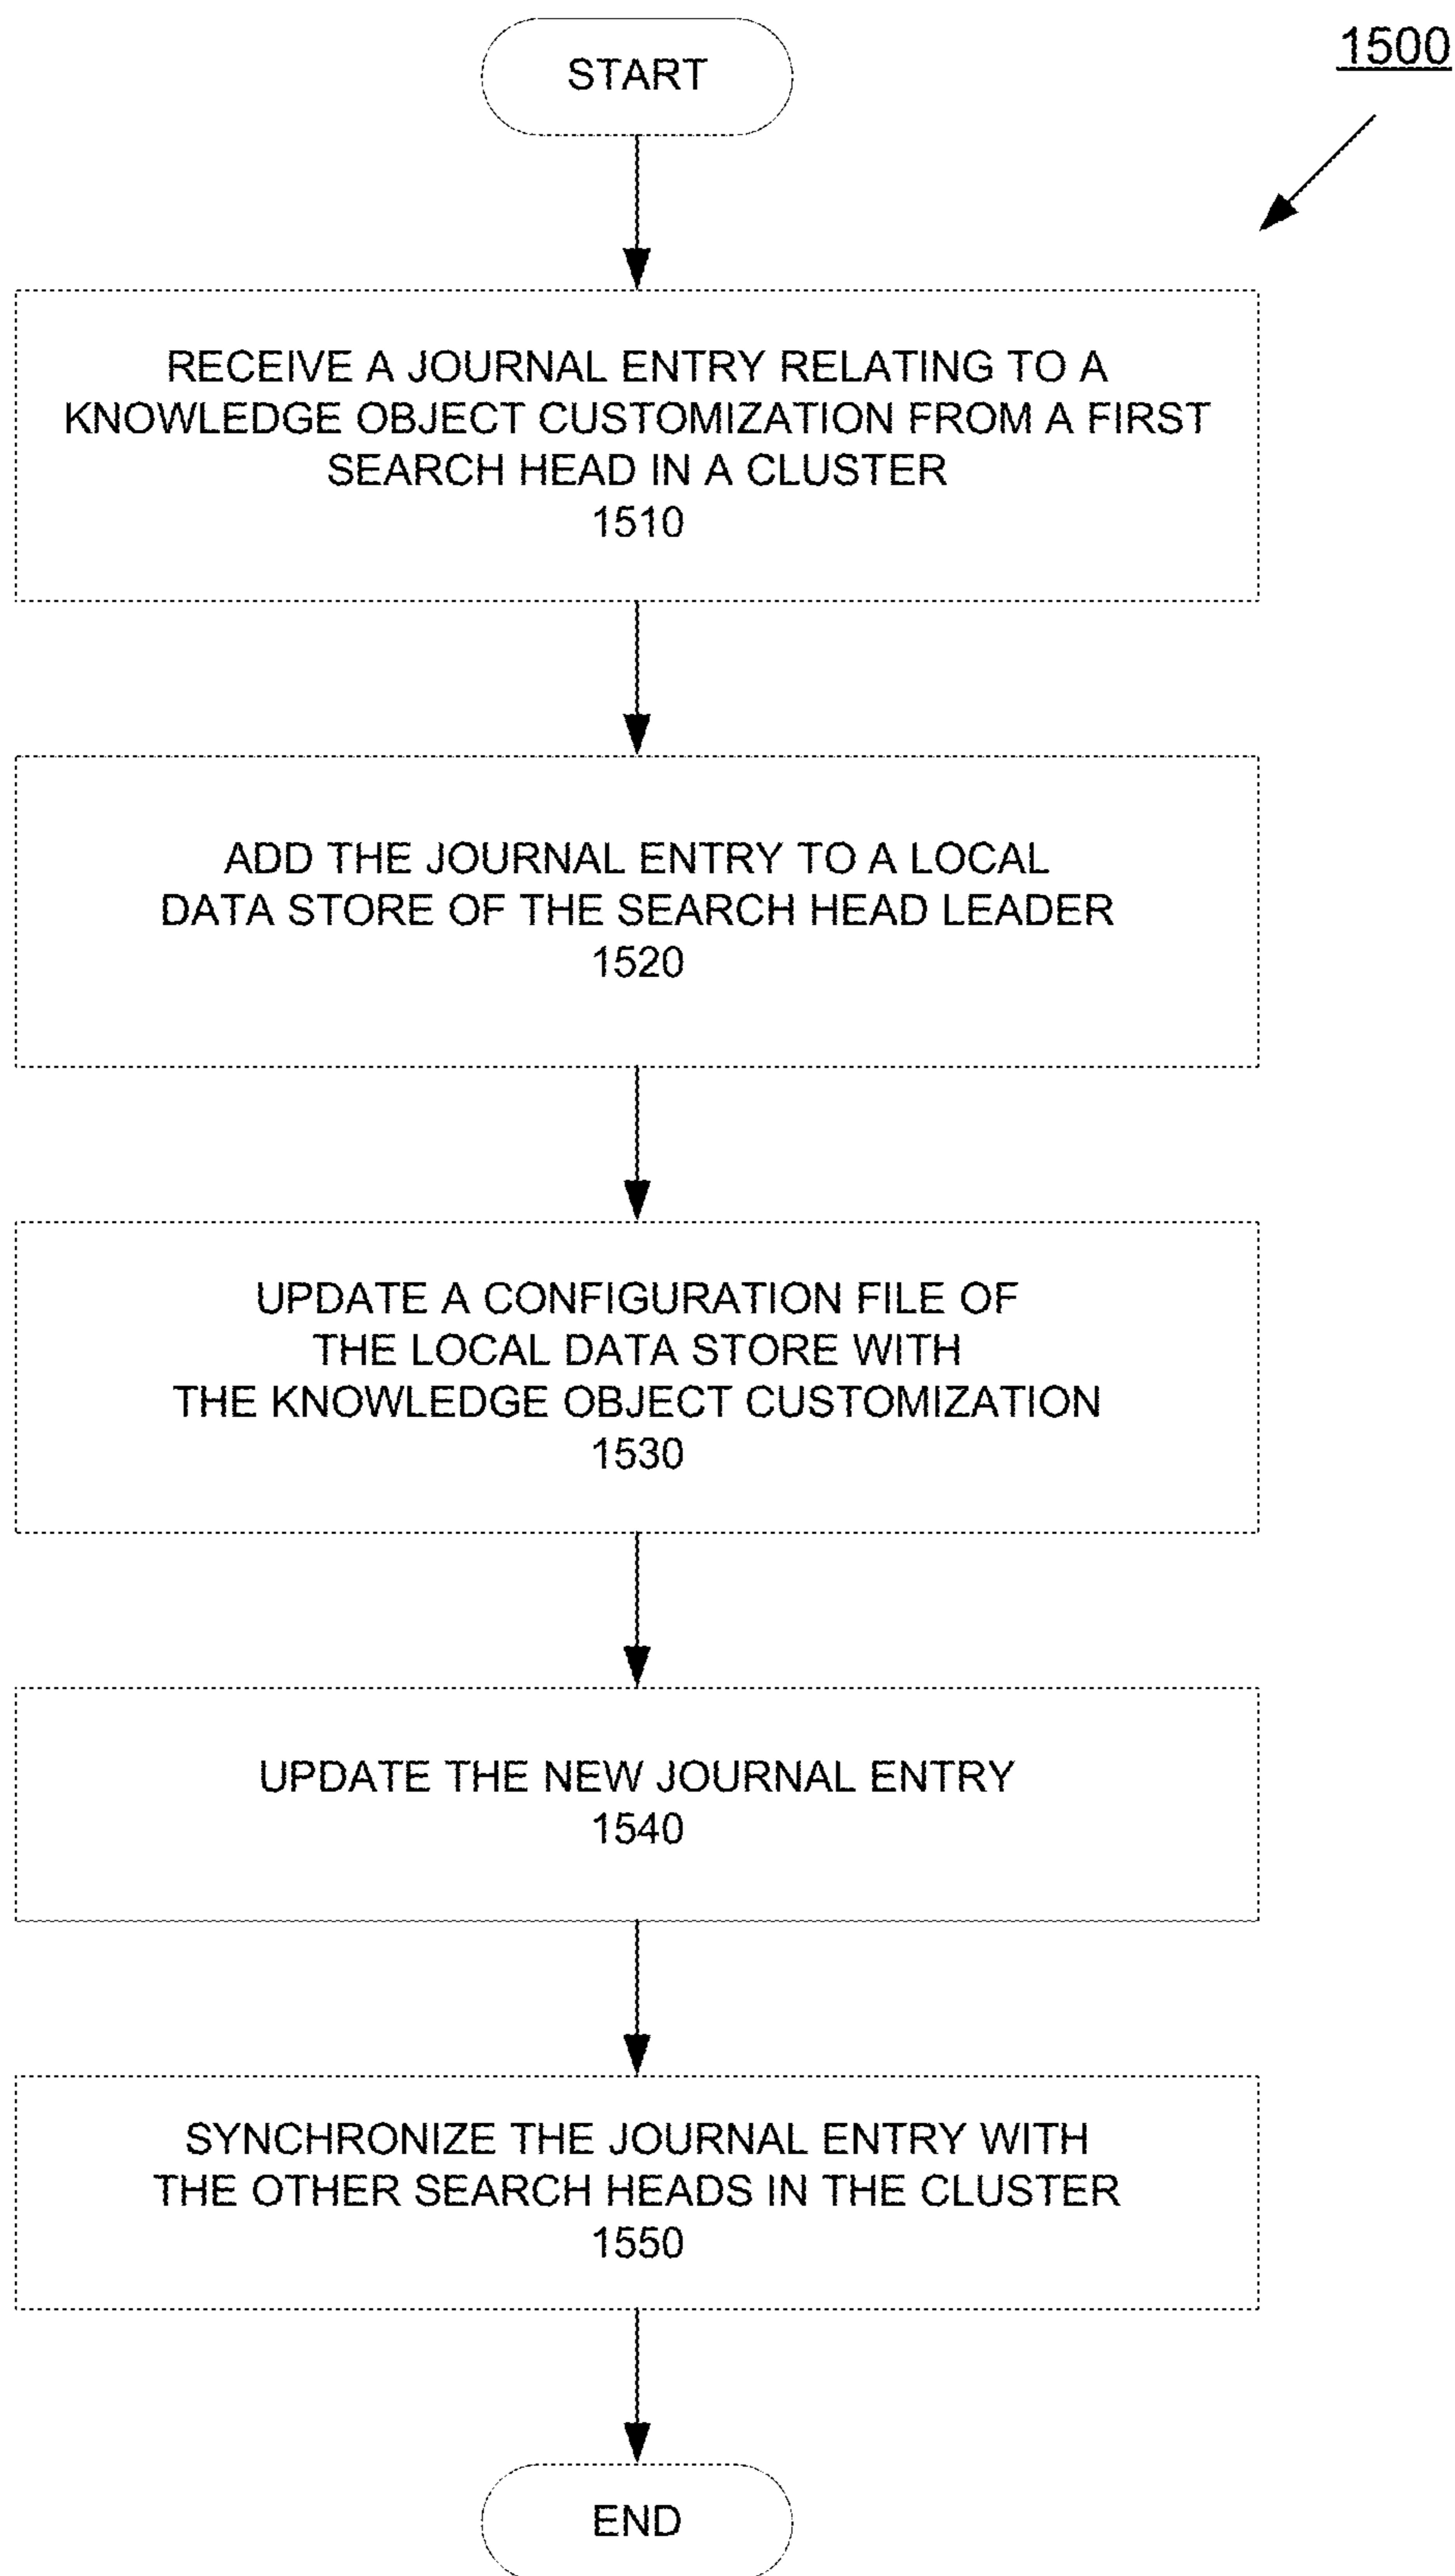 1500
START
RECEIVE A JOURNAL ENTRY RELATING TO A
KNOWLEDGE OBJECT CUSTOMIZATION FROM A FIRST
SEARCH HEAD IN A CLUSTER
1510
ADD THE JOURNAL ENTRY TO A LOCAL
DATA STORE OF THE SEARCH HEAD LEADER
1520
UPDATE A CONFIGURATION FILE OF
THE LOCAL DATA STORE WITH
THE KNOWLEDGE OBJECT CUSTOMIZATION
1530
UPDATE THE NEW JOURNAL ENTRY
1540
SYNCHRONIZE THE JOURNAL ENTRY WITH
THE OTHER SEARCH HEADS IN THE CLUSTER
1550
END